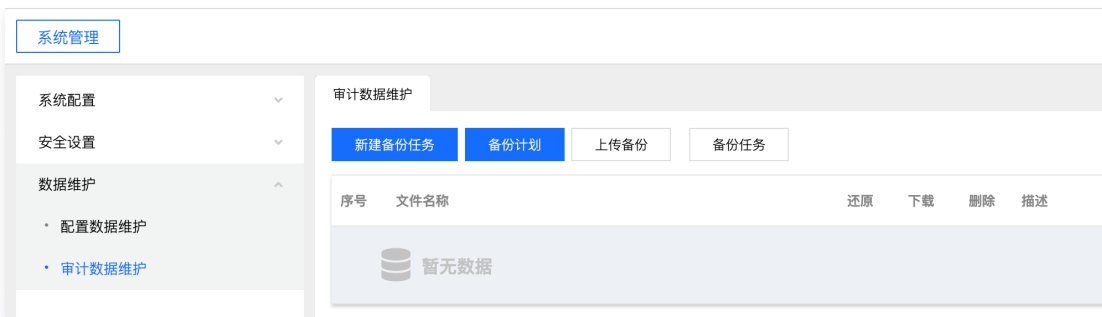 系统管理
系统配置
安全设置
数据维护
配置数据维护
审计数据维护
审计数据维护
新建备份任务 备份计划 上传备份 备份任务
序号 文件名称 还原 下载 删除 描述
暂无数据